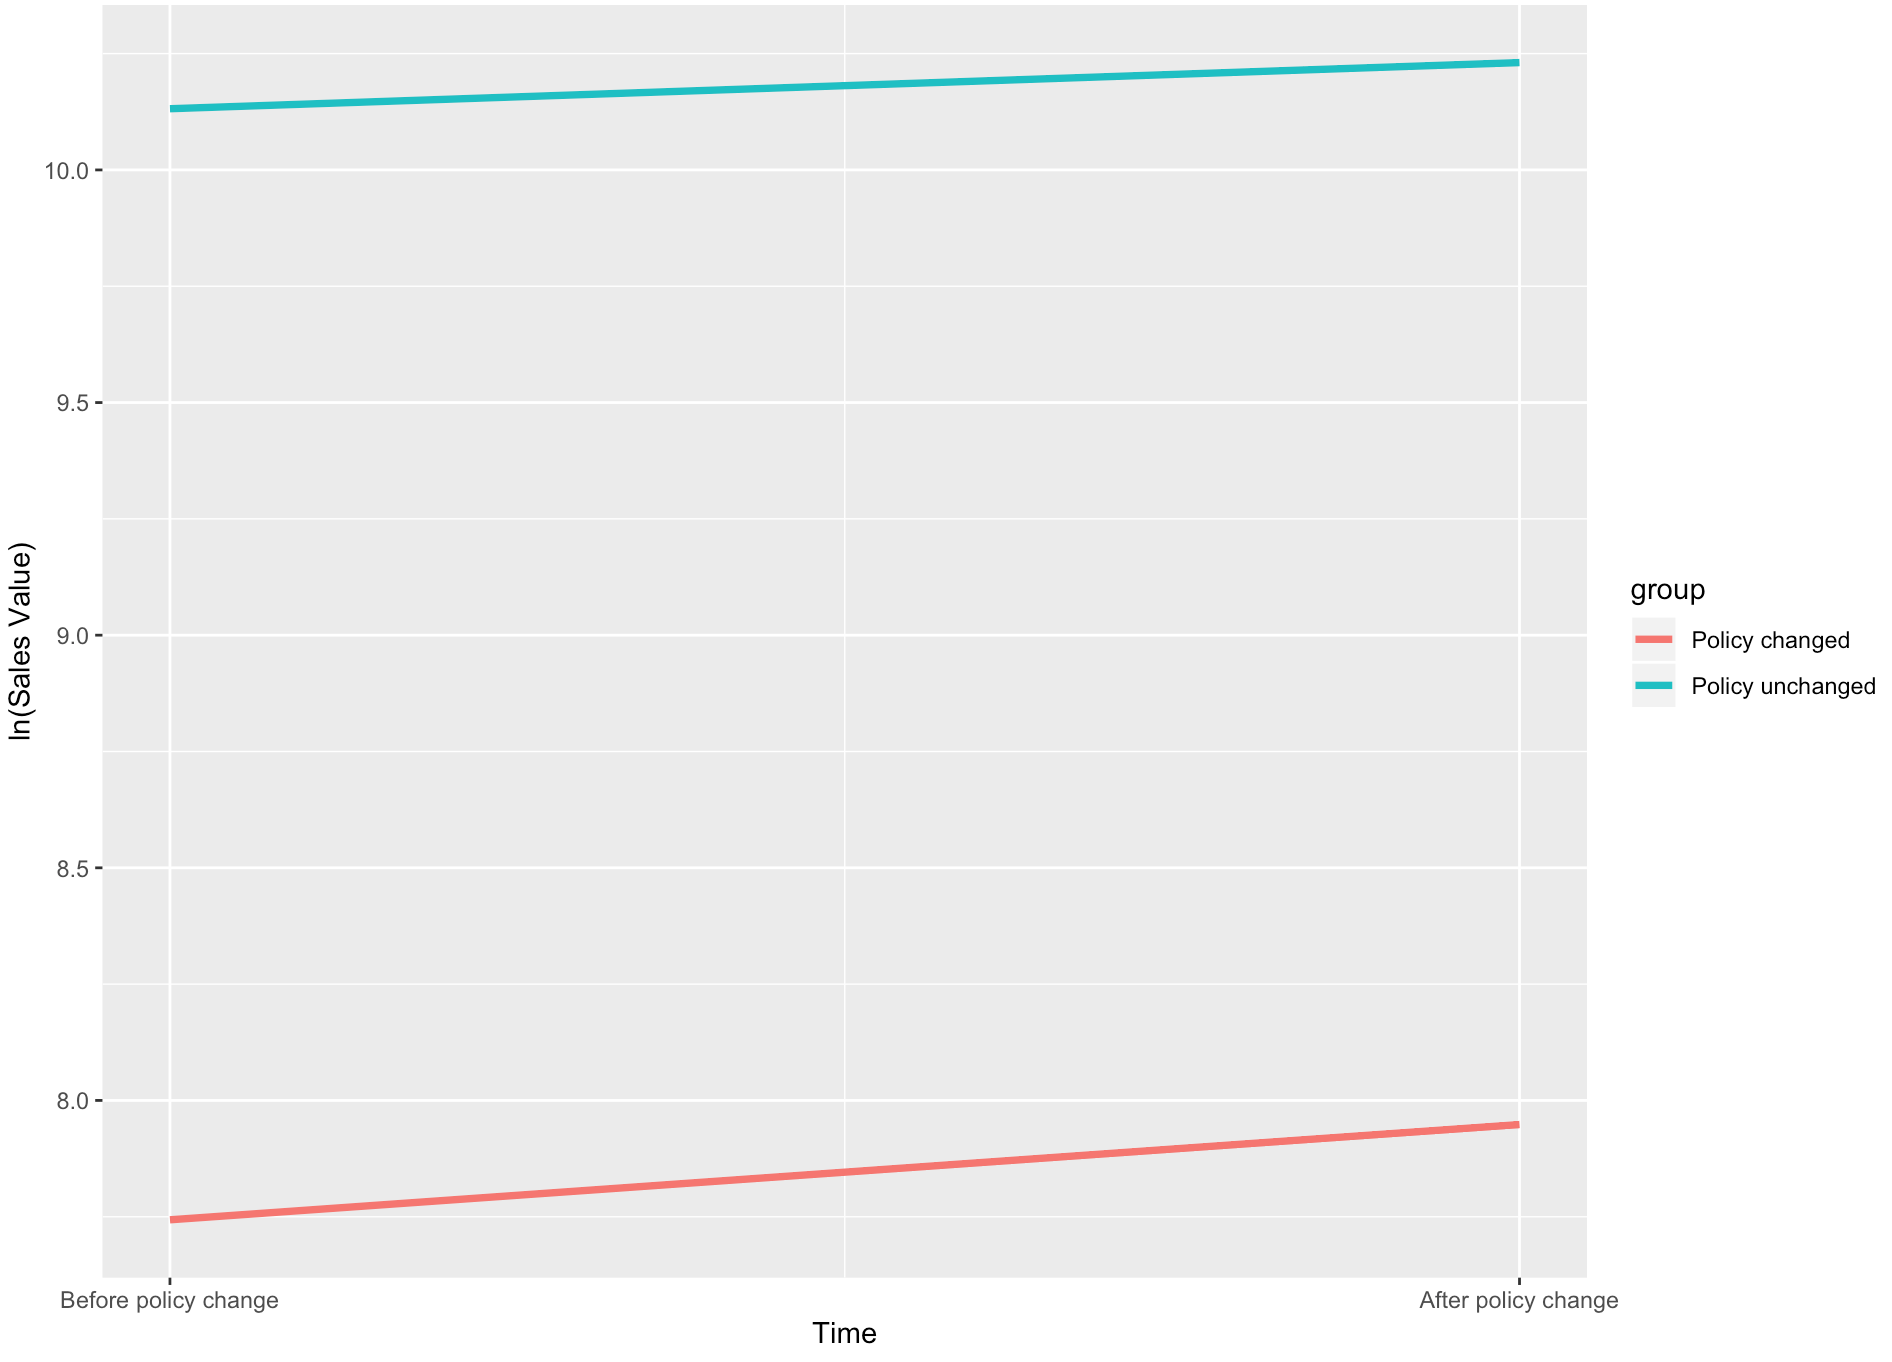 10.0
9.5
9.0
8.5
8.0
ln(Sales Value)
Before policy change
After policy change
Time
group
Policy changed
Policy unchanged